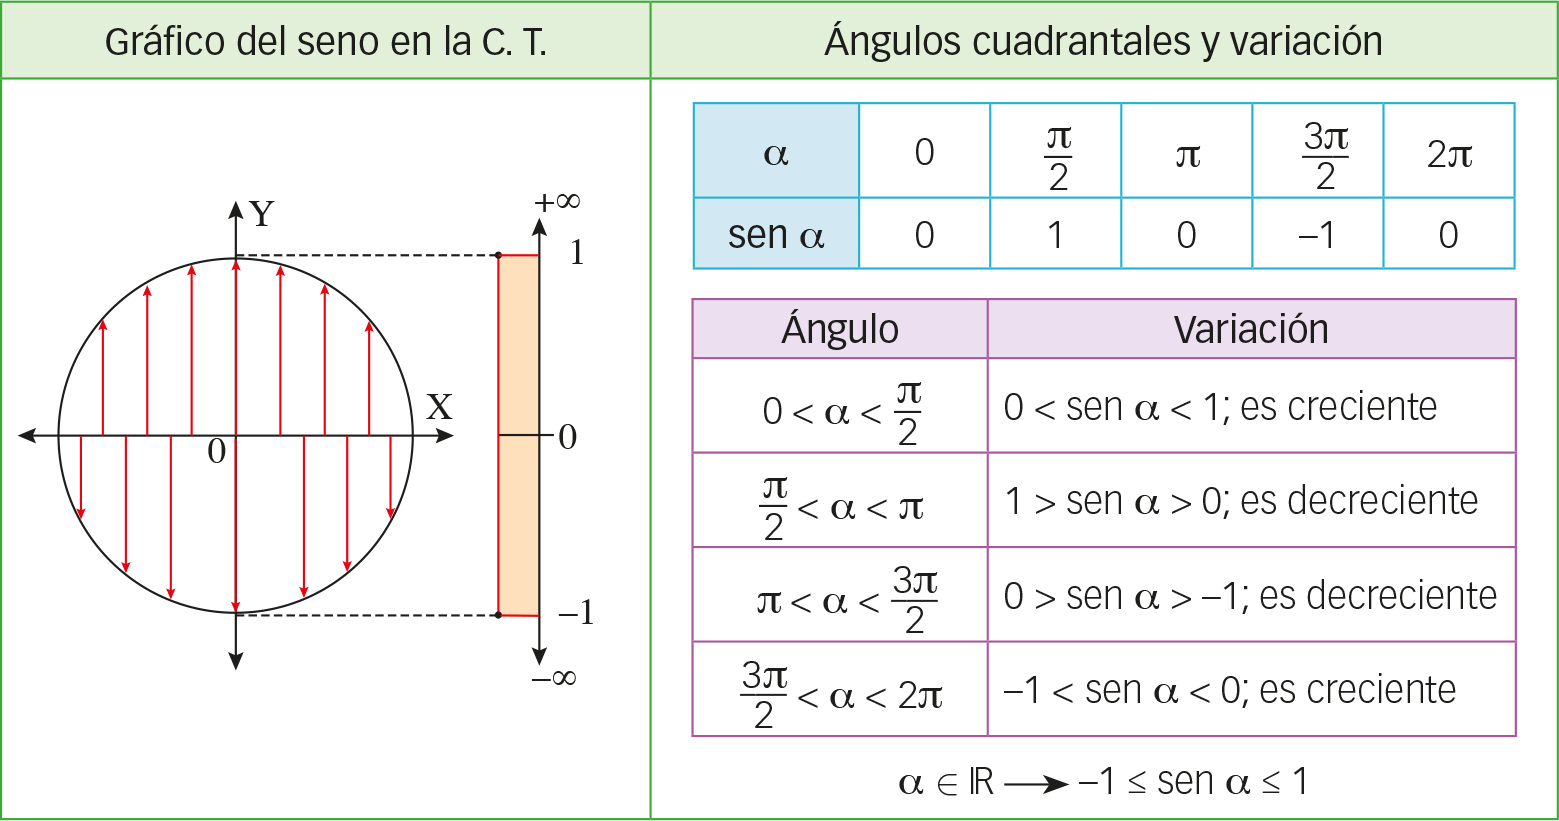 Gráfico del seno en la C. T.
Y
X
0
+∞
1
0
–1
–∞
Ángulos cuadrantales y variación
α 0 π/2 π 3π/2 2π
sen α 0 1 0 –1 0
Ángulo Variación
0 < α < π/2 0 < sen α < 1; es creciente
π/2 < α < π 1 > sen α > 0; es decreciente
π < α < 3π/2 0 > sen α > –1; es decreciente
3π/2 < α < 2π –1 < sen α < 0; es creciente
α ∈ ℝ ⟶ –1 ≤ sen α ≤ 1